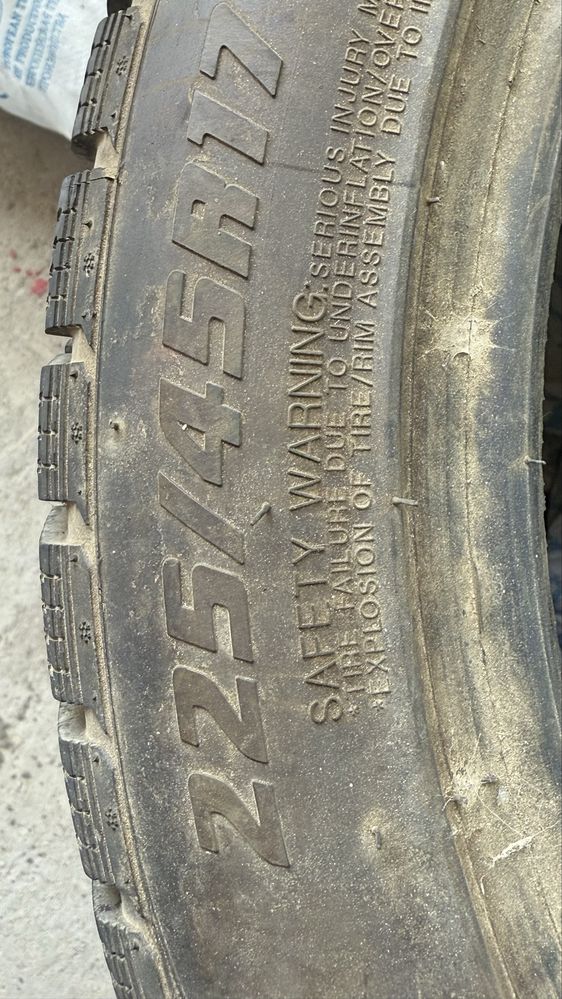 225/45R17
SAFETY WARNING:
*TIRE FAILURE DUE TO UNDERINFLATION/OVER
*EXPLOSION OF TIRE/RIM ASSEMBLY DUE TO
SERIOUS INJURY